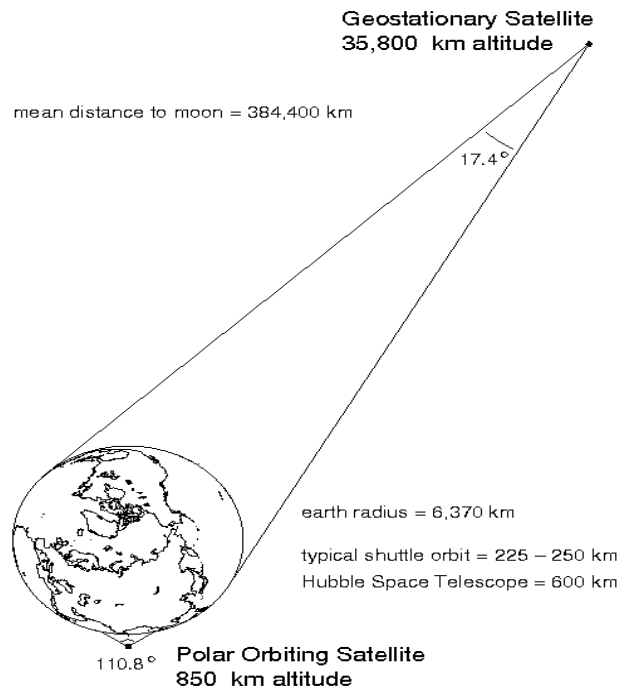 Geostationary Satellite
35,800 km altitude
mean distance to moon = 384,400 km
17.4°
earth radius = 6,370 km
typical shuttle orbit = 225 – 250 km
Hubble Space Telescope = 600 km
110.8°
Polar Orbiting Satellite
850 km altitude